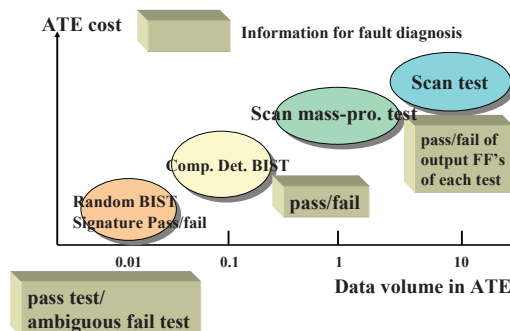 ATE cost
Information for fault diagnosis
Scan test
Scan mass-pro. test
pass/fail of
output FF's
of each test
Comp. Det. BIST
pass/fail
Random BIST
Signature Pass/fail
0.01
0.1
1
10
Data volume in ATE
pass test/
ambiguous fail test